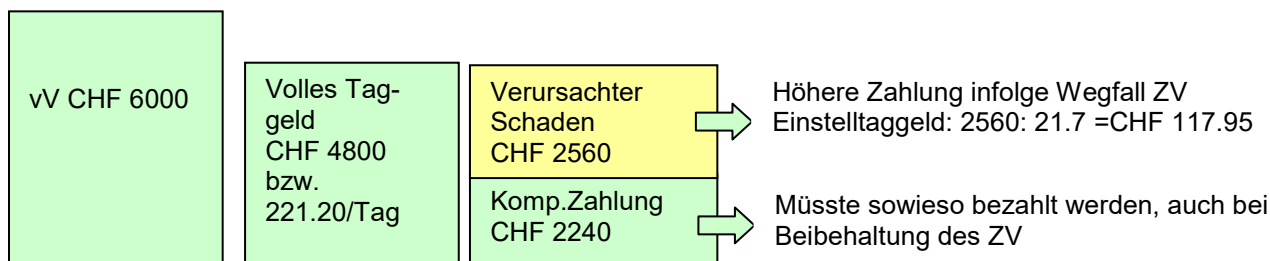 vV CHF 6000
Volles Tag-
geld
CHF 4800
bzw.
221.20/Tag
Verursachter
Schaden
CHF 2560
Komp.Zahlung
CHF 2240
Höhere Zahlung infolge Wegfall ZV
Einstelltaggeld: 2560: 21.7 =CHF 117.95
Müsste sowieso bezahlt werden, auch bei
Beibehaltung des ZV